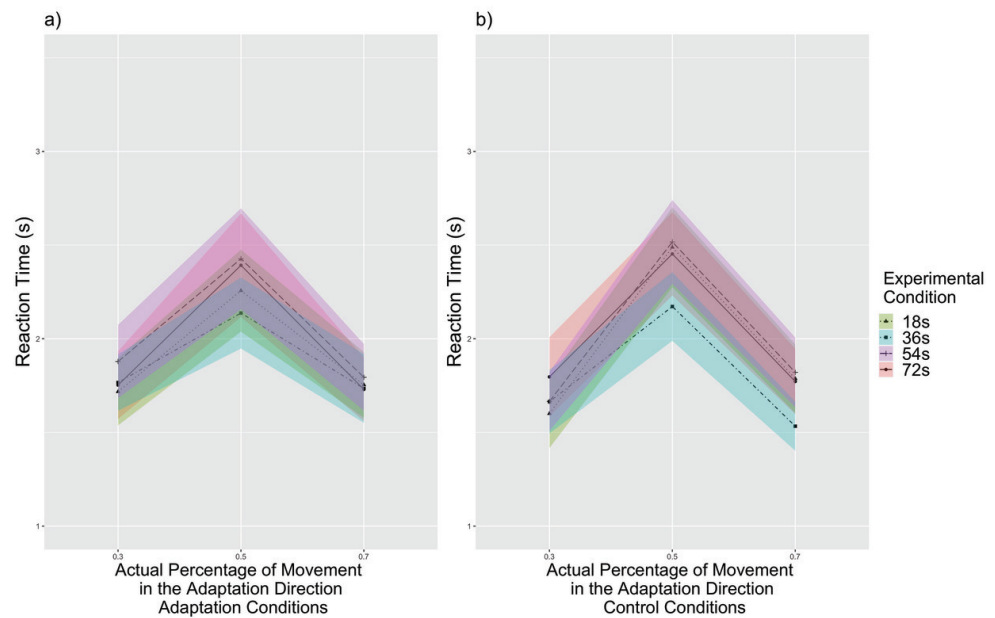 a)
Reaction Time (s)
3
2
1
0.3 0.5 0.7
Actual Percentage of Movement
in the Adaptation Direction
Adaptation Conditions
b)
Reaction Time (s)
3
2
1
0.3 0.5 0.7
Actual Percentage of Movement
in the Adaptation Direction
Control Conditions
Experimental
Condition
18s
36s
54s
72s